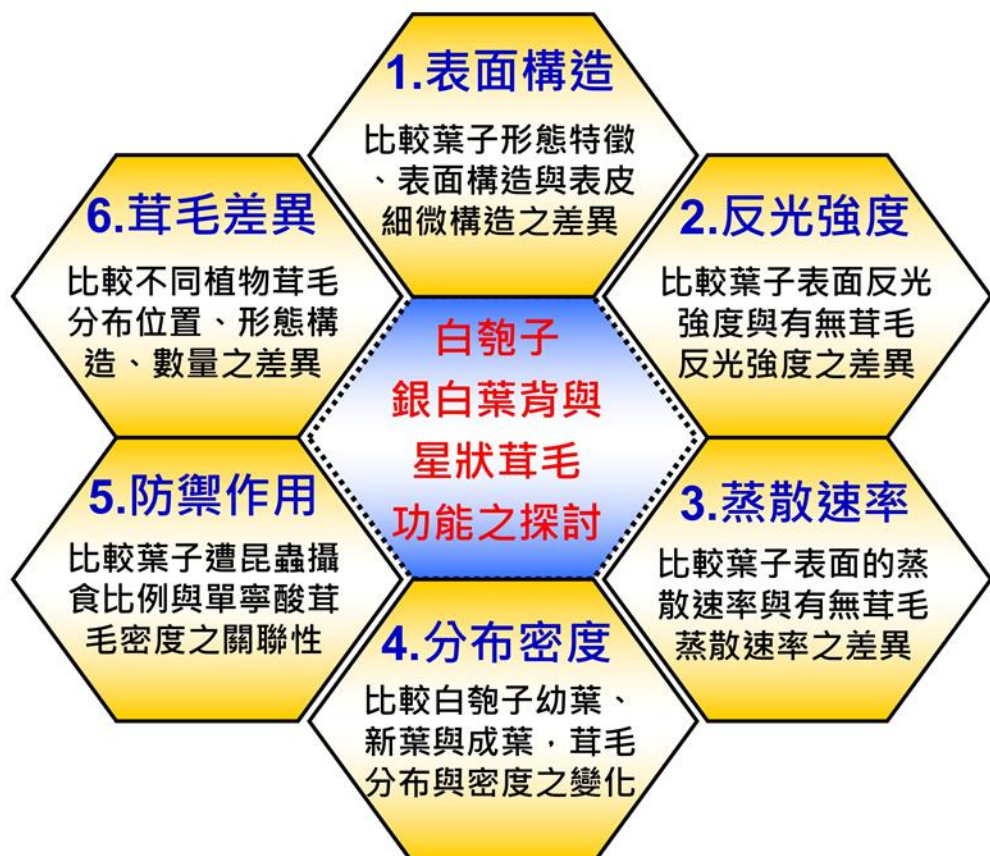 1.表面構造
比較葉子形態特徵
、表面構造與表皮
細微構造之差異
2.反光強度
比較葉子表面反光
強度與有無茸毛
反光強度之差異
3.蒸散速率
比較葉子表面的蒸
散速率與有無茸毛
蒸散速率之差異
4.分布密度
比較白匏子幼葉、
新葉與成葉，茸毛
分布與密度之變化
5.防禦作用
比較葉子遭昆蟲攝
食比例與單寧酸茸
毛密度之關聯性
6.茸毛差異
比較不同植物茸毛
分布位置、形態構
造、數量之差異
白匏子
銀白葉背與
星狀茸毛
功能之探討